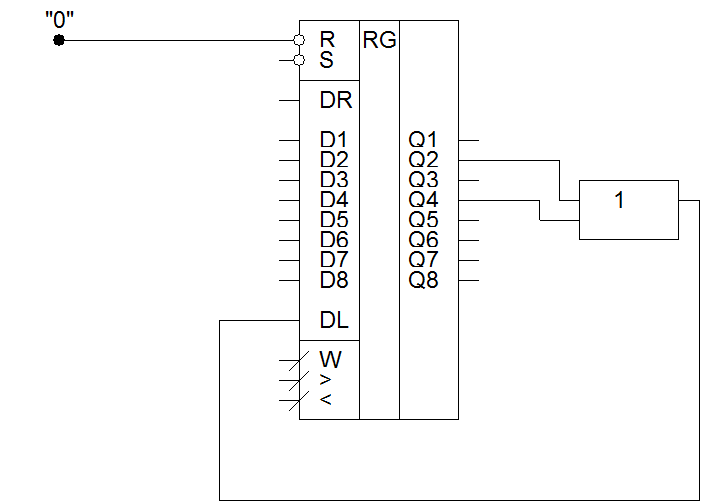 "0"
R RG
S
DR
D1 Q1
D2 Q2
D3 Q3
D4 Q4
D5 Q5
D6 Q6
D7 Q7
D8 Q8
1
DL
W
>
<